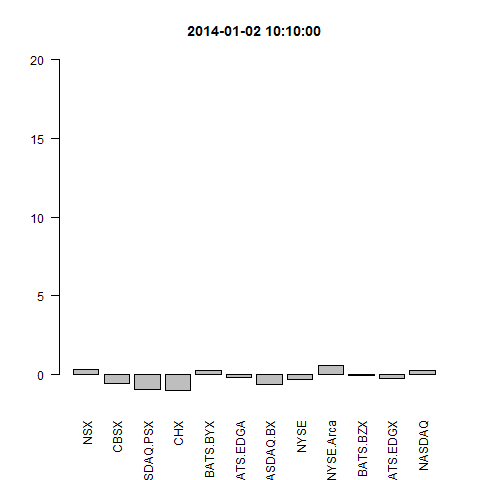 2014-01-02 10:10:00
20
15
10
5
0
NSX
CBSX
SDAQ.PSX
CHX
BATS.BYX
ATS.EDGA
ASDAQ.BX
NYSE
NYSE.Arca
BATS.BZX
ATS.EDGX
NASDAQ